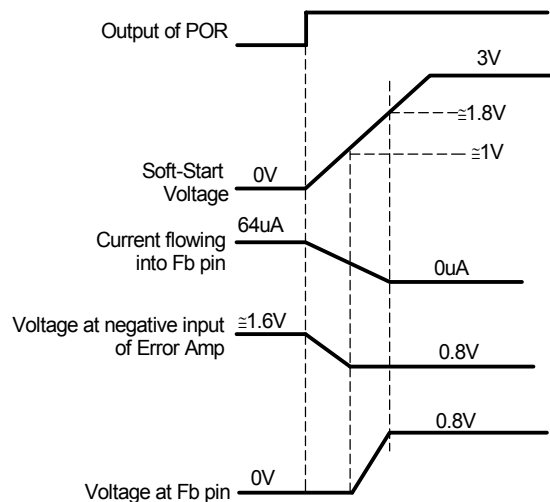 Output of POR
3V
≅1.8V
≅1V
Soft-Start
Voltage
0V
64uA
Current flowing
into Fb pin
0uA
Voltage at negative input
of Error Amp
≅1.6V
0.8V
0.8V
Voltage at Fb pin
0V